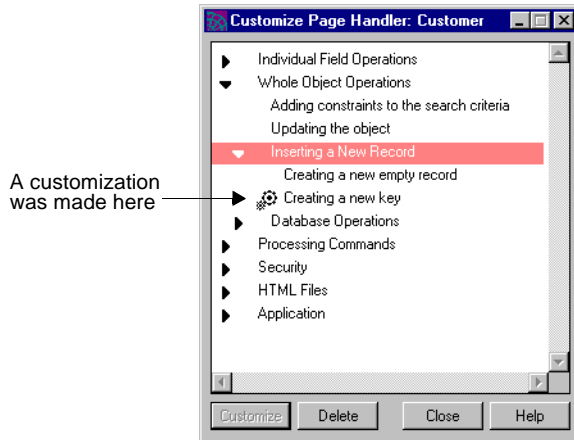 Customize Page Handler: Customer
Individual Field Operations
Whole Object Operations
Adding constraints to the search criteria
Updating the object
Inserting a New Record
Creating a new empty record
A customization
was made here
Creating a new key
Database Operations
Processing Commands
Security
HTML Files
Application
Customize
Delete
Close
Help